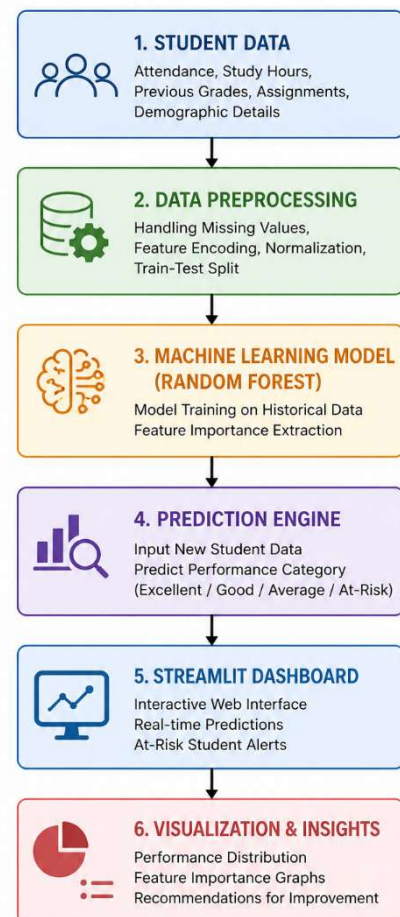 1. STUDENT DATA
Attendance, Study Hours,
Previous Grades, Assignments,
Demographic Details
2. DATA PREPROCESSING
Handling Missing Values,
Feature Encoding, Normalization,
Train-Test Split
3. MACHINE LEARNING MODEL
(RANDOM FOREST)
Model Training on Historical Data
Feature Importance Extraction
4. PREDICTION ENGINE
Input New Student Data
Predict Performance Category
(Excellent / Good / Average / At-Risk)
5. STREAMLIT DASHBOARD
Interactive Web Interface
Real-time Predictions
At-Risk Student Alerts
6. VISUALIZATION & INSIGHTS
Performance Distribution
Feature Importance Graphs
Recommendations for Improvement